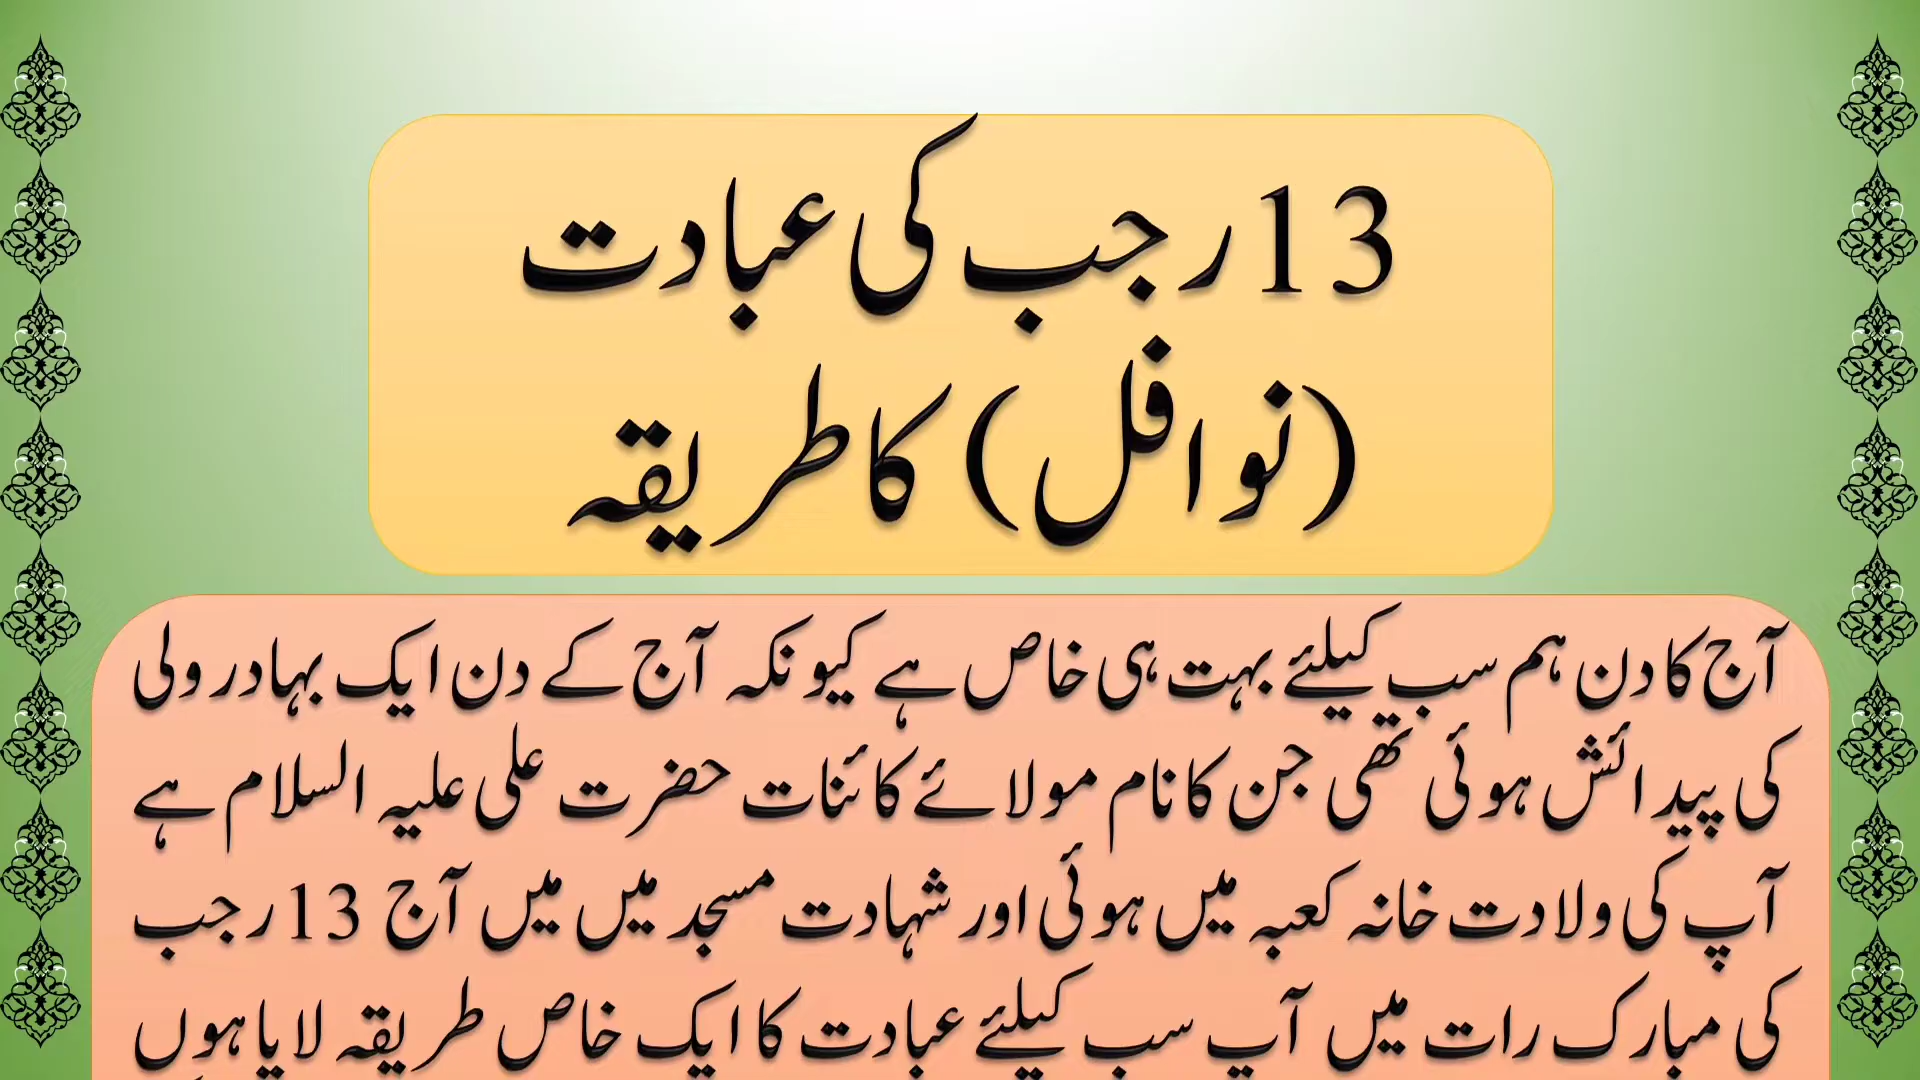 13 رجب کی عبادت
(نوافل) کا طریقہ
آج کا دن ہم سب کیلئے بہت ہی خاص ہے کیونکہ آج کے دن ایک بہادر ولی
کی پیدائش ہوئی تھی جن کا نام مولائے کائنات حضرت علی علیہ السلام ہے
آپ کی ولادت خانہ کعبہ میں ہوئی اور شہادت مسجد میں میں آج 13 رجب
کی مبارک رات میں آپ سب کیلئے عبادت کا ایک خاص طریقہ لایا ہوں